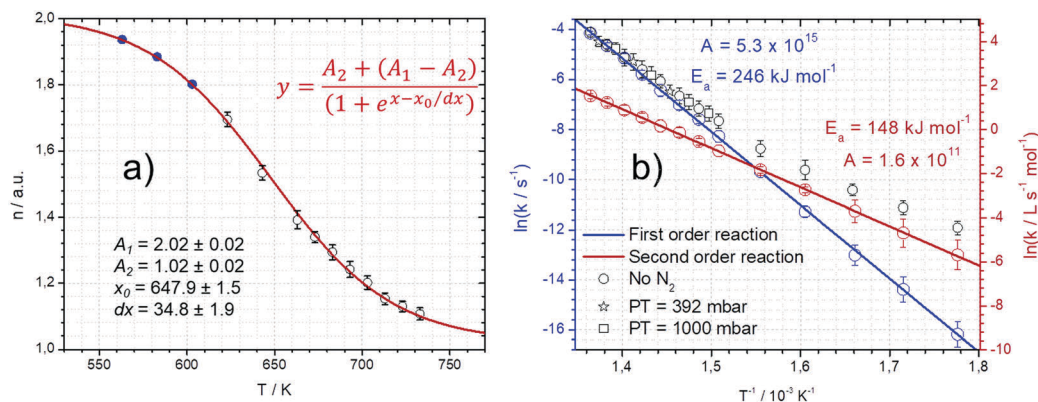 a)
y = A₂ + (A₁ − A₂) / (1 + e^(x−x₀/dx))
A₁ = 2.02 ± 0.02
A₂ = 1.02 ± 0.02
x₀ = 647.9 ± 1.5
dx = 34.8 ± 1.9
n / a.u.
2,0
1,8
1,6
1,4
1,2
1,0
550 600 650 700 750
T / K
b)
A = 5.3 x 10¹⁵
Eₐ = 246 kJ mol⁻¹
Eₐ = 148 kJ mol⁻¹
A = 1.6 x 10¹¹
First order reaction
Second order reaction
No N₂
PT = 392 mbar
PT = 1000 mbar
ln(k / s⁻¹)
-4
-6
-8
-10
-12
-14
-16
ln(k / L s⁻¹ mol⁻¹)
4
2
0
-2
-4
-6
-8
-10
1,4 1,5 1,6 1,7 1,8
T⁻¹ / 10⁻³ K⁻¹